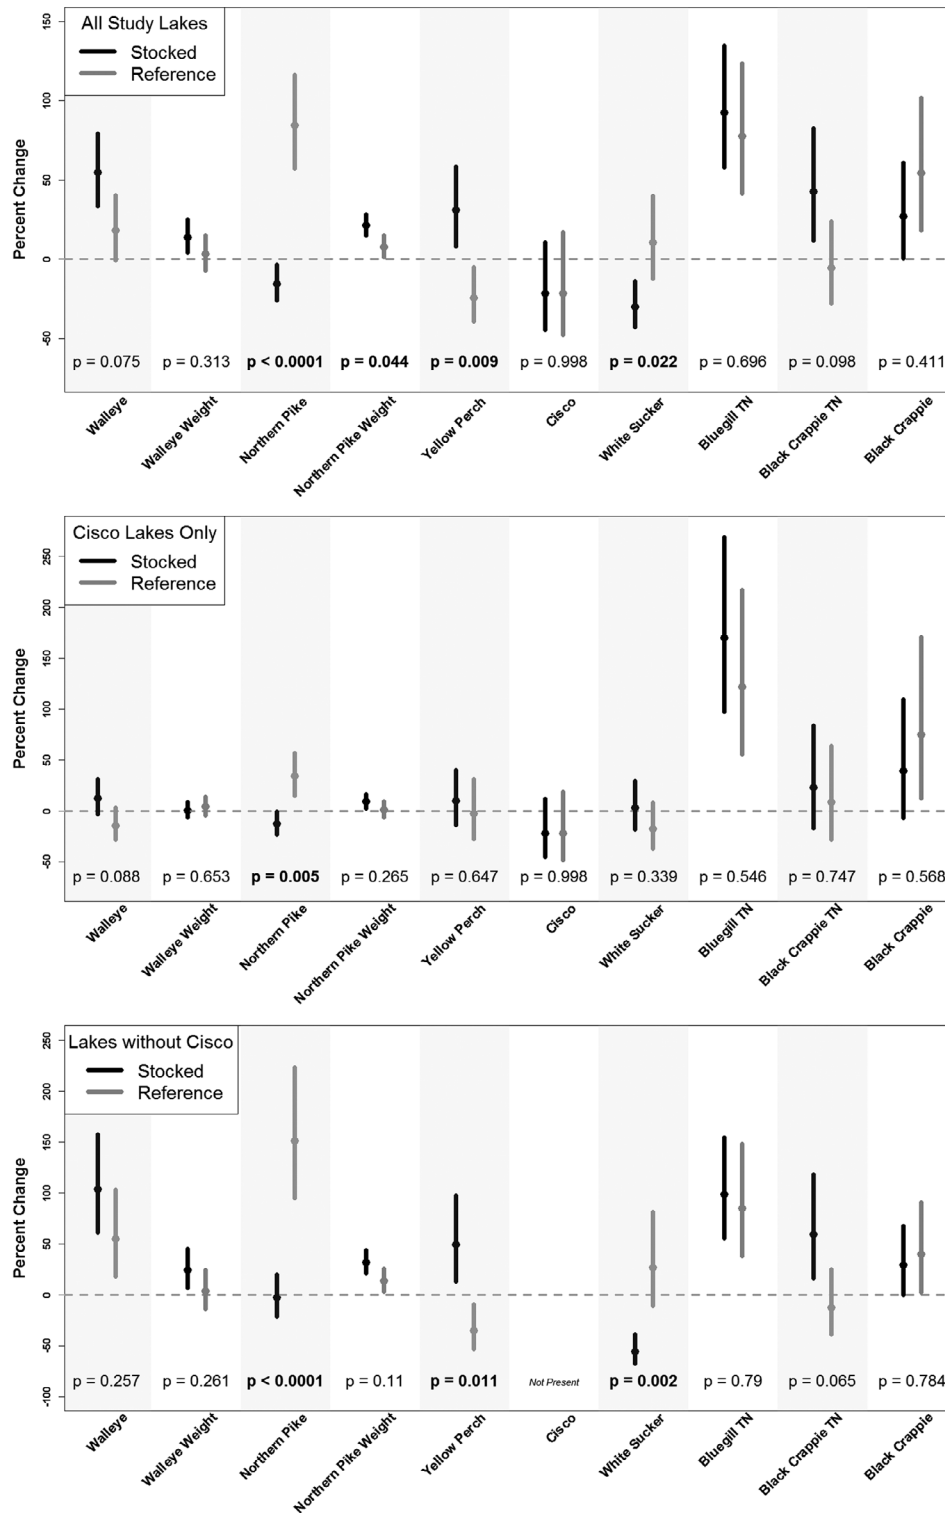 All Study Lakes
Stocked
Reference
Percent Change
150
100
50
0
-50
p = 0.075 p = 0.313 p < 0.0001 p = 0.044 p = 0.009 p = 0.998 p = 0.022 p = 0.696 p = 0.098 p = 0.411
Walleye
Walleye Weight
Northern Pike
Northern Pike Weight
Yellow Perch
Cisco
White Sucker
Bluegill TN
Black Crappie TN
Black Crappie
Cisco Lakes Only
Stocked
Reference
Percent Change
250
200
150
100
50
0
-50
p = 0.088 p = 0.653 p = 0.005 p = 0.265 p = 0.647 p = 0.998 p = 0.339 p = 0.546 p = 0.747 p = 0.568
Walleye
Walleye Weight
Northern Pike
Northern Pike Weight
Yellow Perch
Cisco
White Sucker
Bluegill TN
Black Crappie TN
Black Crappie
Lakes without Cisco
Stocked
Reference
Percent Change
250
200
150
100
50
0
-50
-100
p = 0.257 p = 0.261 p < 0.0001 p = 0.11 p = 0.011 Not Present p = 0.002 p = 0.79 p = 0.065 p = 0.784
Walleye
Walleye Weight
Northern Pike
Northern Pike Weight
Yellow Perch
Cisco
White Sucker
Bluegill TN
Black Crappie TN
Black Crappie